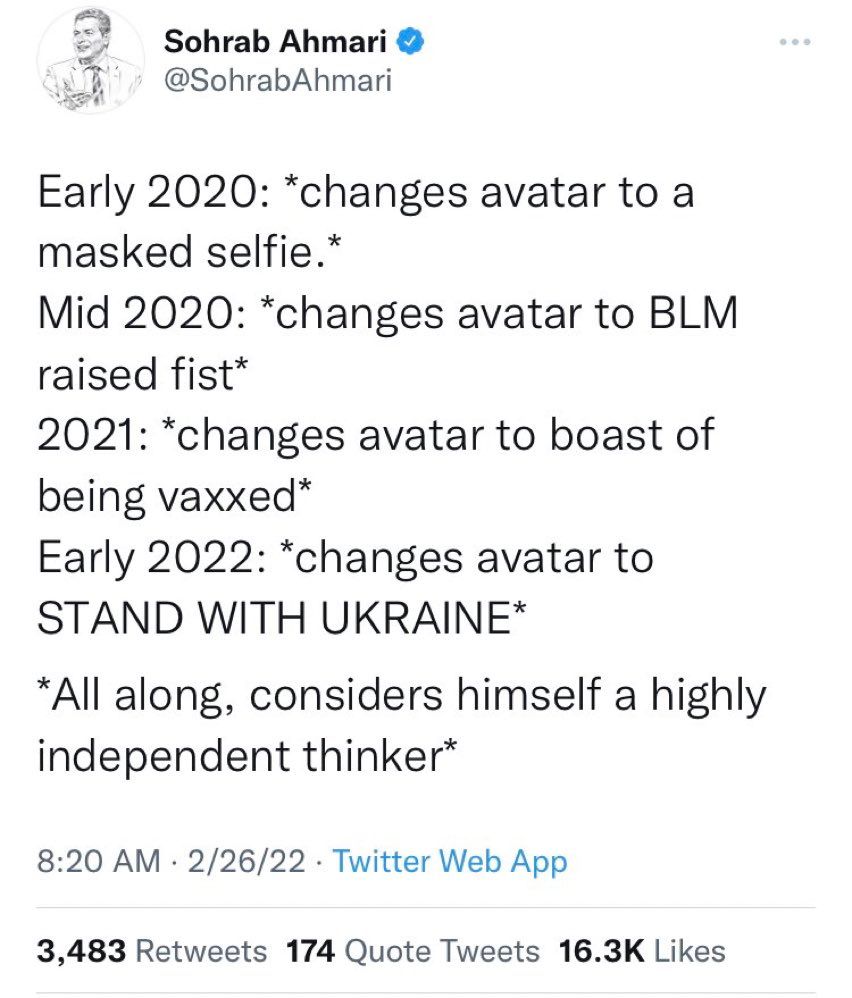 Sohrab Ahmari
@SohrabAhmari
Early 2020: *changes avatar to a
masked selfie.*
Mid 2020: *changes avatar to BLM
raised fist*
2021: *changes avatar to boast of
being vaxxed*
Early 2022: *changes avatar to
STAND WITH UKRAINE*
*All along, considers himself a highly
independent thinker*
8:20 AM · 2/26/22 · Twitter Web App
3,483 Retweets 174 Quote Tweets 16.3K Likes